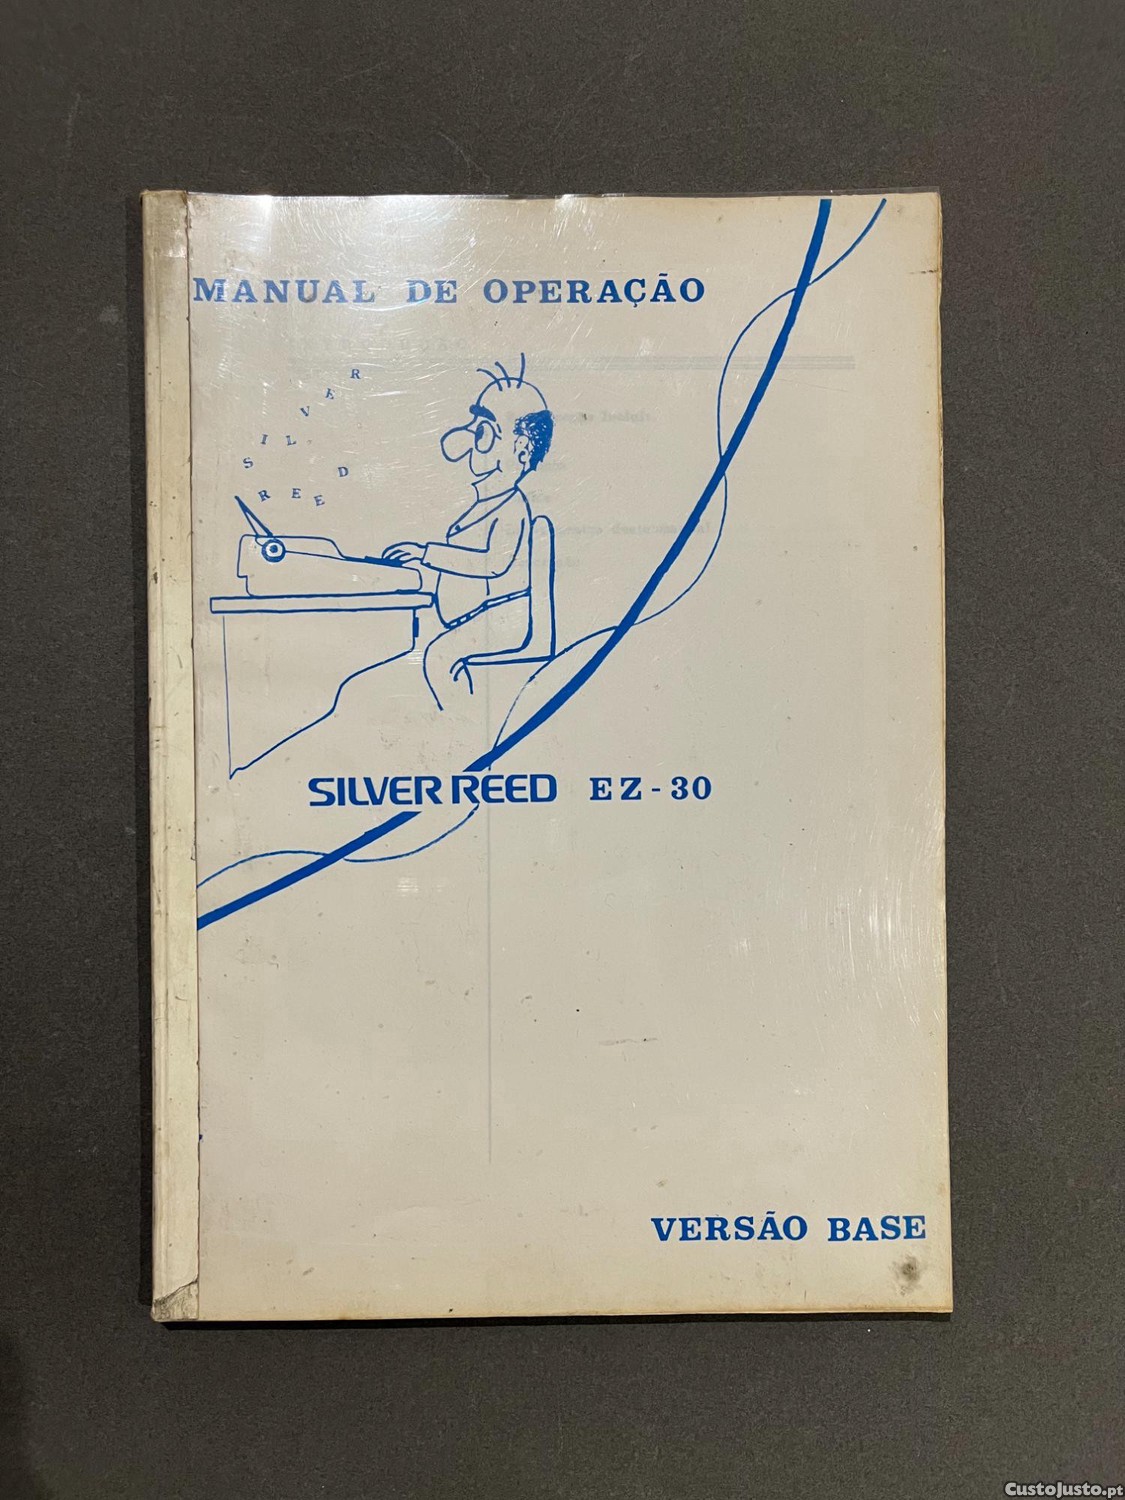 MANUAL DE OPERAÇÃO
SILVER
REED
SILVER REED EZ-30
VERSÃO BASE
CustoJusto.pt